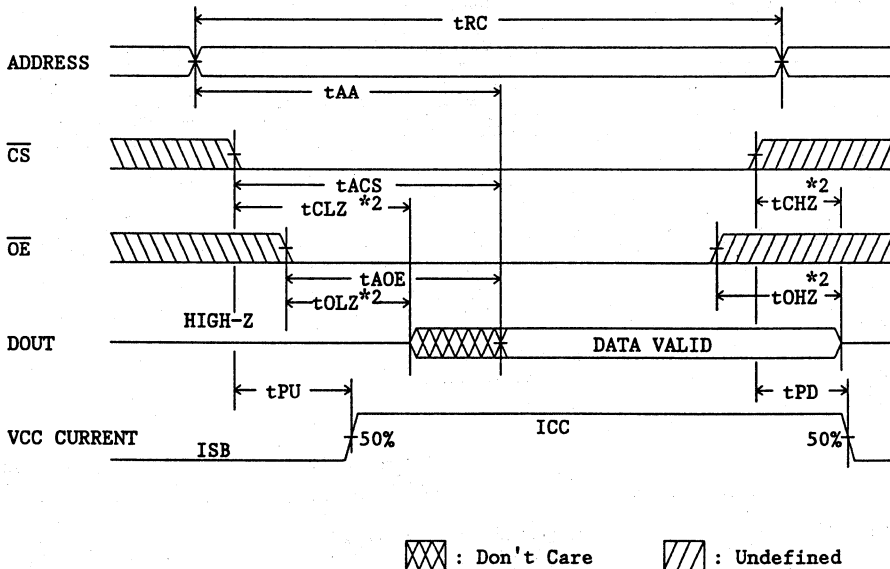 tRC
ADDRESS
tAA
CS
tACS
*2
tCLZ *2
tCHZ
OE
tAOE
*2
tOLZ*2
tOHZ
HIGH-Z
DOUT
DATA VALID
tPU
tPD
VCC CURRENT
50%
ICC
50%
ISB
: Don't Care
: Undefined